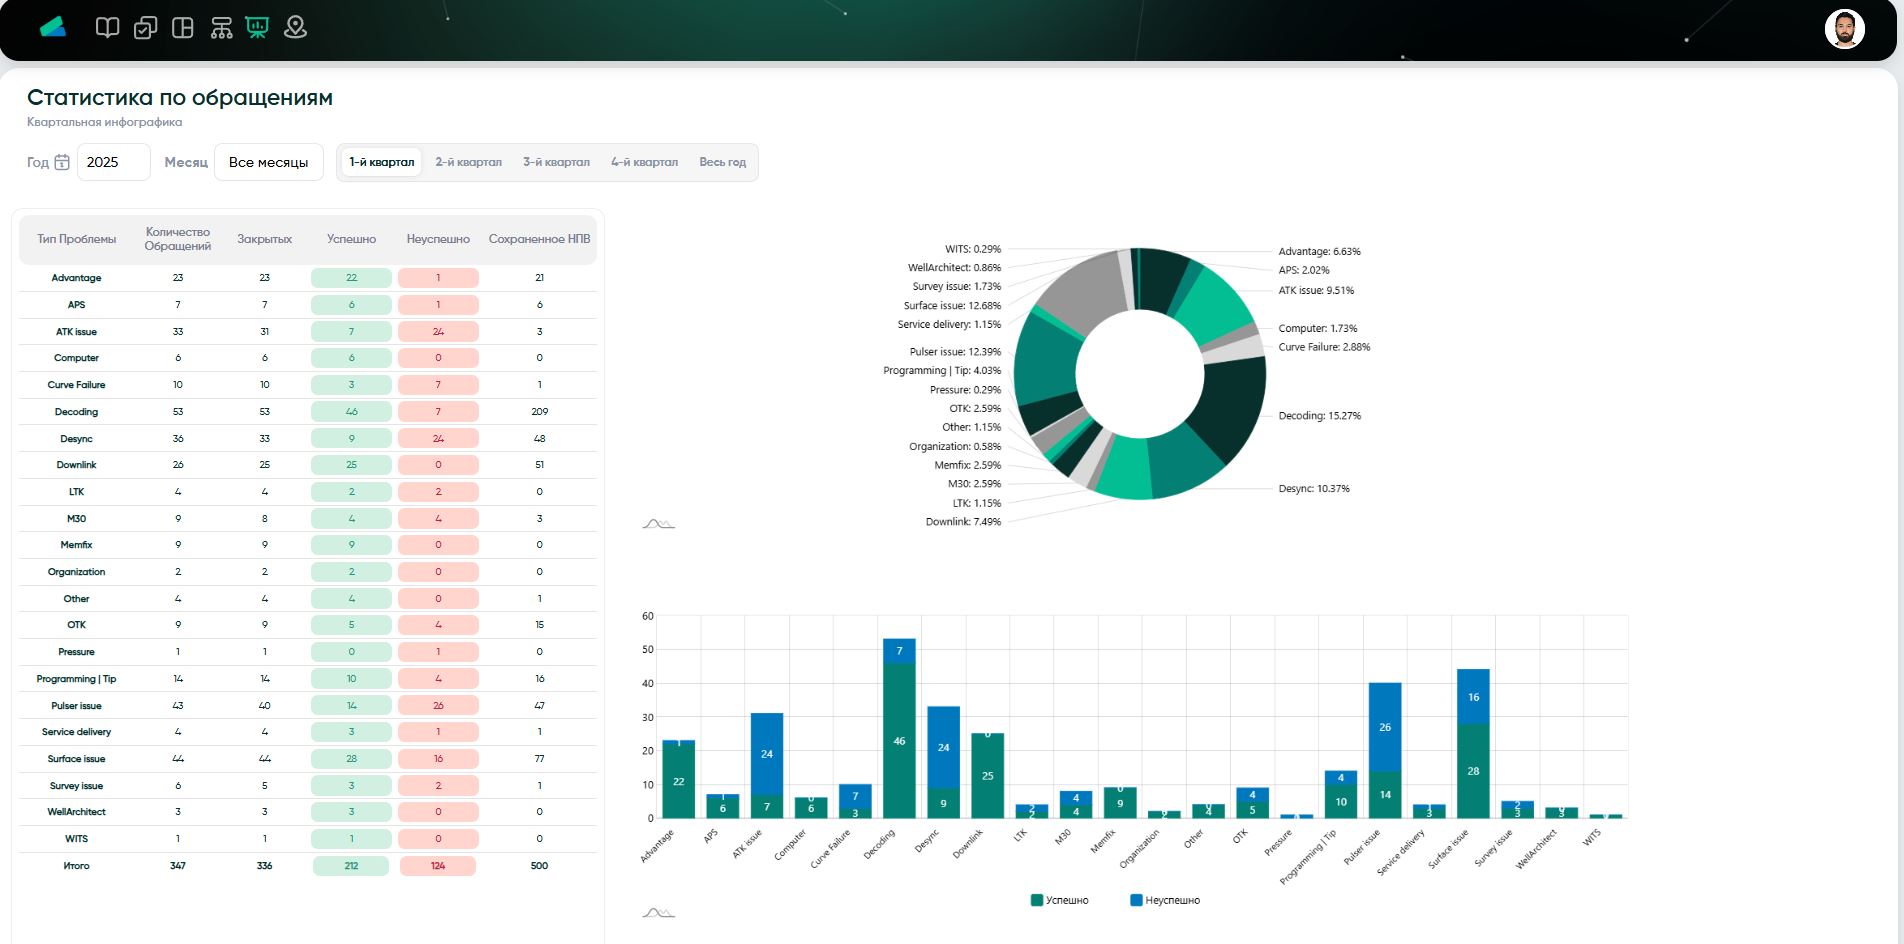 Статистика по обращениям
Квартальная инфографика
Год 2025 Месяц Все месяцы 1-й квартал 2-й квартал 3-й квартал 4-й квартал Весь год
Тип Проблемы Количество Обращений Закрытых Успешно Неуспешно Сохраненное НПВ
Advantage 23 23 22 1 21
APS 7 7 6 1 6
ATK issue 33 31 7 24 3
Computer 6 6 6 0 0
Curve Failure 10 10 3 7 1
Decoding 53 53 46 7 209
Desync 36 33 9 24 48
Downlink 26 25 25 0 51
LTK 4 4 2 2 0
M30 9 8 4 4 3
Memfix 9 9 9 0 0
Organization 2 2 2 0 0
Other 4 4 4 0 1
OTK 9 9 5 4 15
Pressure 1 1 0 1 0
Programming | Tip 14 14 10 4 16
Pulser issue 43 40 14 26 47
Service delivery 4 4 3 1 1
Surface issue 44 44 28 16 77
Survey issue 6 5 3 2 1
WellArchitect 3 3 3 0 0
WITS 1 1 1 0 0
Итого 347 336 212 124 500
WITS: 0.29%
WellArchitect: 0.86%
Survey issue: 1.73%
Surface issue: 12.68%
Service delivery: 1.15%
Pulser issue: 12.39%
Programming | Tip: 4.03%
Pressure: 0.29%
OTK: 2.59%
Other: 1.15%
Organization: 0.58%
Memfix: 2.59%
M30: 2.59%
LTK: 1.15%
Downlink: 7.49%
Advantage: 6.63%
APS: 2.02%
ATK issue: 9.51%
Computer: 1.73%
Curve Failure: 2.88%
Decoding: 15.27%
Desync: 10.37%
60
50
40
30
20
10
0
1
22
1
6
24
7
0
6
7
3
7
46
24
9
0
25
2
2
4
4
0
9
0
2
0
4
4
5
4
10
26
14
1
3
16
28
2
3
0
3
Advantage
APS
ATK issue
Computer
Curve Failure
Decoding
Desync
Downlink
LTK
M30
Memfix
Organization
Other
OTK
Pressure
Programming | Tip
Pulser issue
Service delivery
Surface issue
Survey issue
WellArchitect
WITS
Успешно Неуспешно